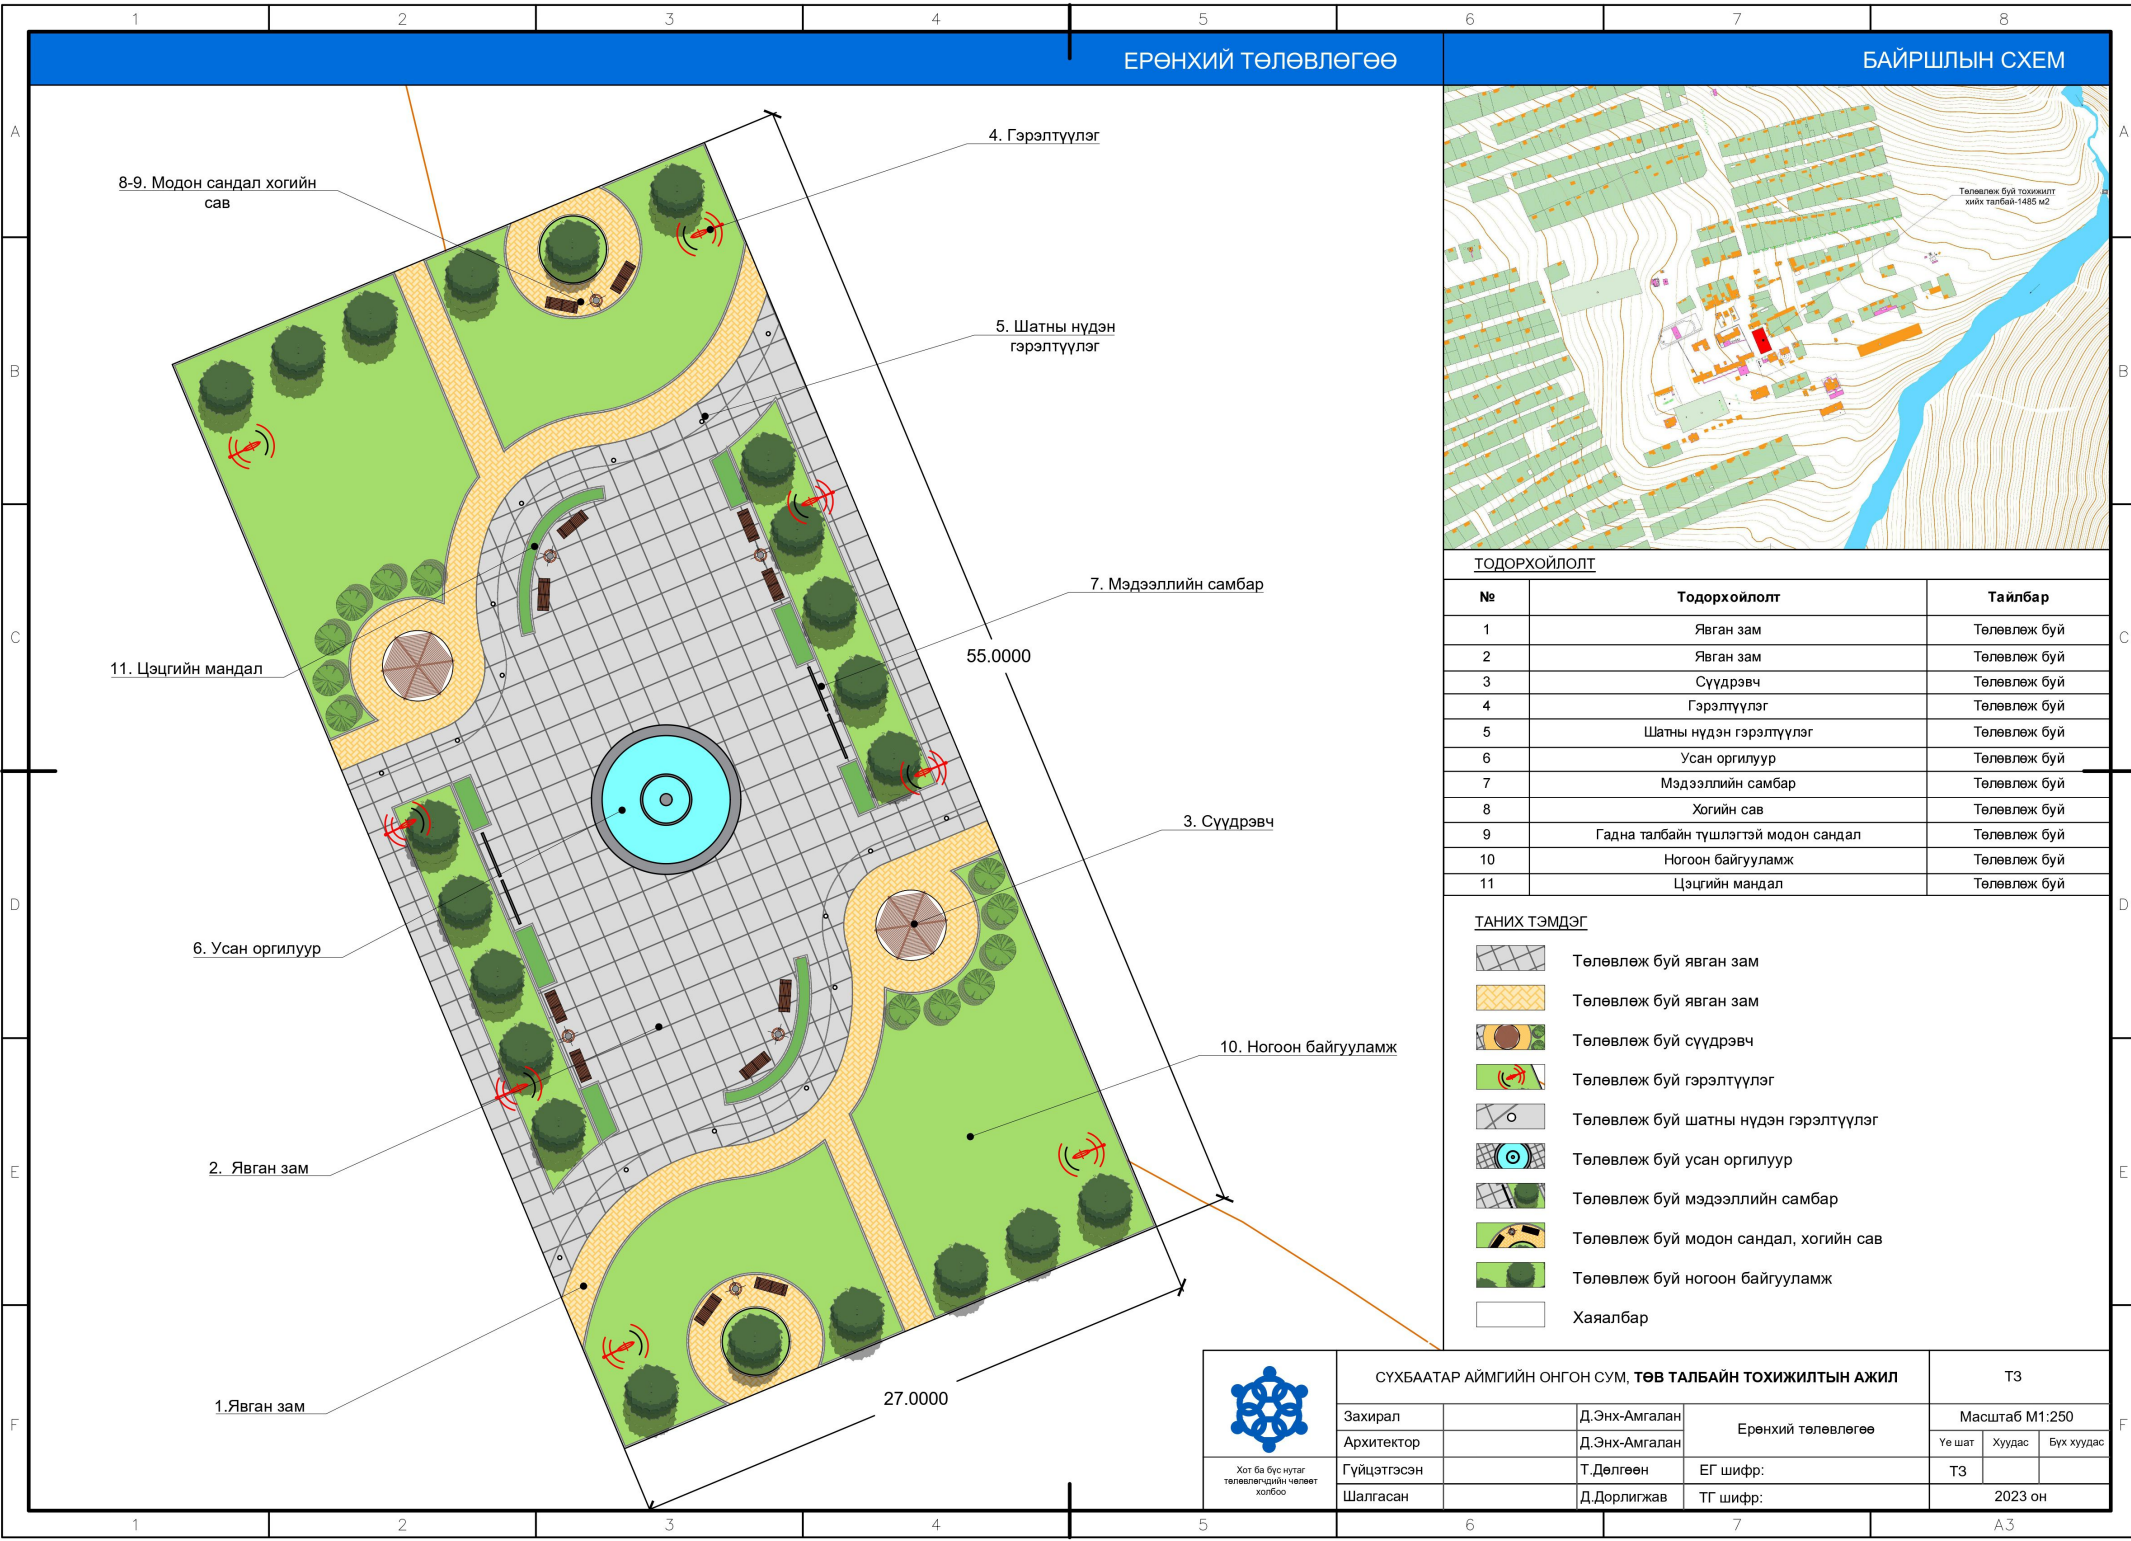 1 2 3 4 5 6 7 8
ЕРӨНХИЙ ТӨЛӨВЛӨГӨӨ
БАЙРШЛЫН СХЕМ
A A
B B
C C
D D
E E
F F
4. Гэрэлтүүлэг
8-9. Модон сандал хогийн
сав
5. Шатны нүдэн
гэрэлтүүлэг
7. Мэдээллийн самбар
55.0000
11. Цэцгийн мандал
3. Сүүдрэвч
6. Усан оргилуур
10. Ногоон байгууламж
2. Явган зам
1.Явган зам
27.0000
Төлөвлөж буй тохижилт
хийх талбай-1485 м2
ТОДОРХОЙЛОЛТ
№ Тодорхойлолт Тайлбар
1 Явган зам Төлөвлөж буй
2 Явган зам Төлөвлөж буй
3 Сүүдрэвч Төлөвлөж буй
4 Гэрэлтүүлэг Төлөвлөж буй
5 Шатны нүдэн гэрэлтүүлэг Төлөвлөж буй
6 Усан оргилуур Төлөвлөж буй
7 Мэдээллийн самбар Төлөвлөж буй
8 Хогийн сав Төлөвлөж буй
9 Гадна талбайн түшлэгтэй модон сандал Төлөвлөж буй
10 Ногоон байгууламж Төлөвлөж буй
11 Цэцгийн мандал Төлөвлөж буй
ТАНИХ ТЭМДЭГ
Төлөвлөж буй явган зам
Төлөвлөж буй явган зам
Төлөвлөж буй сүүдрэвч
Төлөвлөж буй гэрэлтүүлэг
Төлөвлөж буй шатны нүдэн гэрэлтүүлэг
Төлөвлөж буй усан оргилуур
Төлөвлөж буй мэдээллийн самбар
Төлөвлөж буй модон сандал, хогийн сав
Төлөвлөж буй ногоон байгууламж
Хаяалбар
Хот ба бүс нутаг
төлөвлөгчдийн чөлөөт
холбоо
СҮХБААТАР АЙМГИЙН ОНГОН СУМ, ТӨВ ТАЛБАЙН ТОХИЖИЛТЫН АЖИЛ ТЗ
Захирал Д.Энх-Амгалан Ерөнхий төлөвлөгөө Масштаб М1:250
Архитектор Д.Энх-Амгалан Үе шат Хуудас Бүх хуудас
Гүйцэтгэсэн Т.Дөлгөөн ЕГ шифр: ТЗ
Шалгасан Д.Дорлигжав ТГ шифр: 2023 он
1 2 3 4 5 6 7 A3